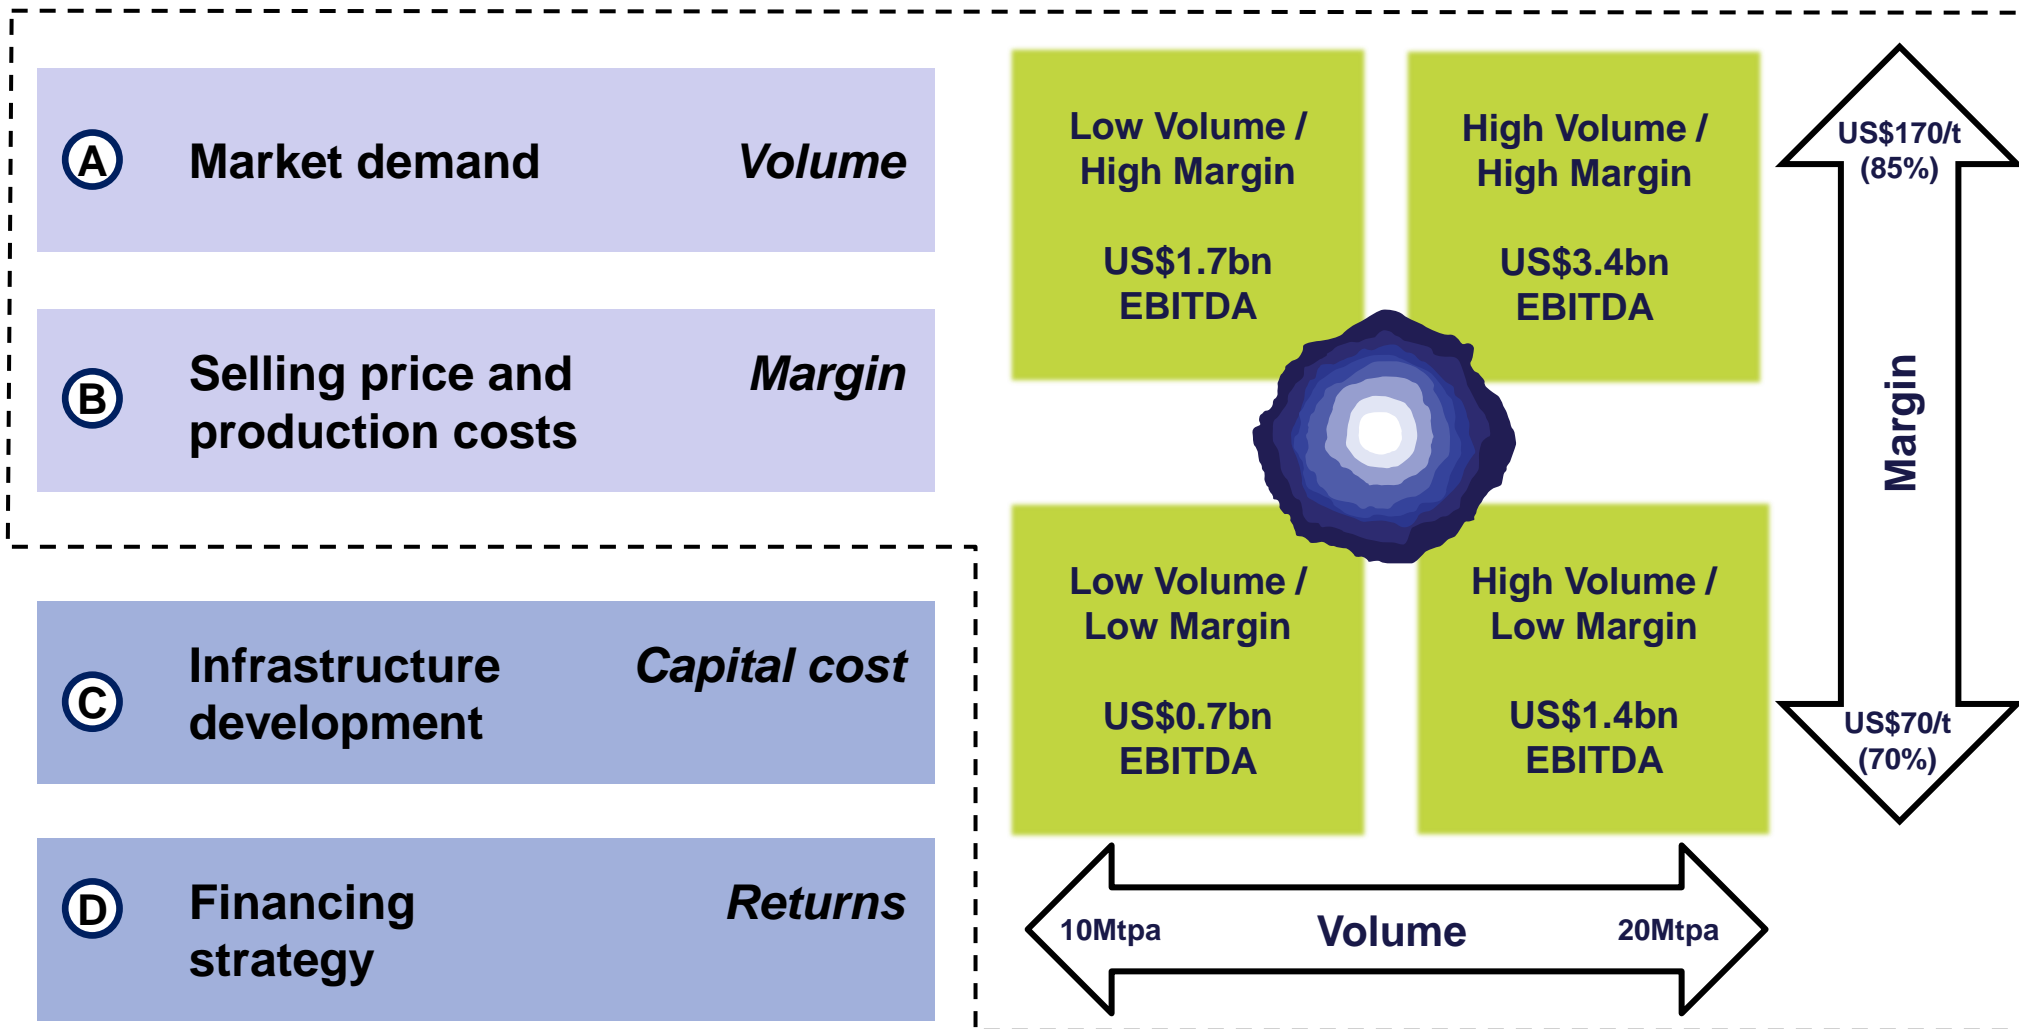 A
Market demand
Volume
B
Selling price and
production costs
Margin
C
Infrastructure
development
Capital cost
D
Financing
strategy
Returns
Low Volume /
High Margin
US$1.7bn
EBITDA
High Volume /
High Margin
US$3.4bn
EBITDA
Low Volume /
Low Margin
US$0.7bn
EBITDA
High Volume /
Low Margin
US$1.4bn
EBITDA
US$170/t
(85%)
Margin
US$70/t
(70%)
10Mtpa
Volume
20Mtpa